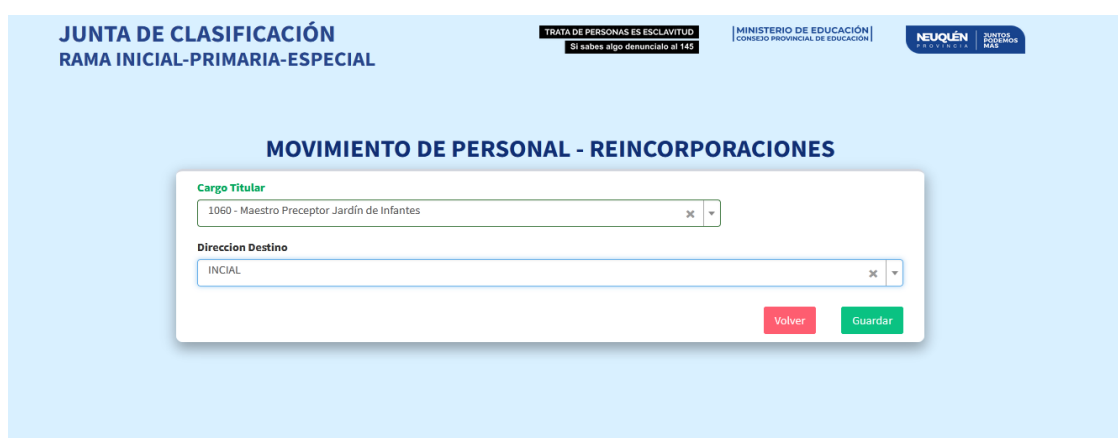 JUNTA DE CLASIFICACIÓN
RAMA INICIAL-PRIMARIA-ESPECIAL
TRATA DE PERSONAS ES ESCLAVITUD
Si sabes algo denuncialo al 145
MINISTERIO DE EDUCACIÓN
CONSEJO PROVINCIAL DE EDUCACIÓN
NEUQUÉN
PROVINCIA
JUNTOS
PODEMOS
MÁS
MOVIMIENTO DE PERSONAL - REINCORPORACIONES
Cargo Titular
1060 - Maestro Preceptor Jardín de Infantes
Direccion Destino
INCIAL
Volver
Guardar